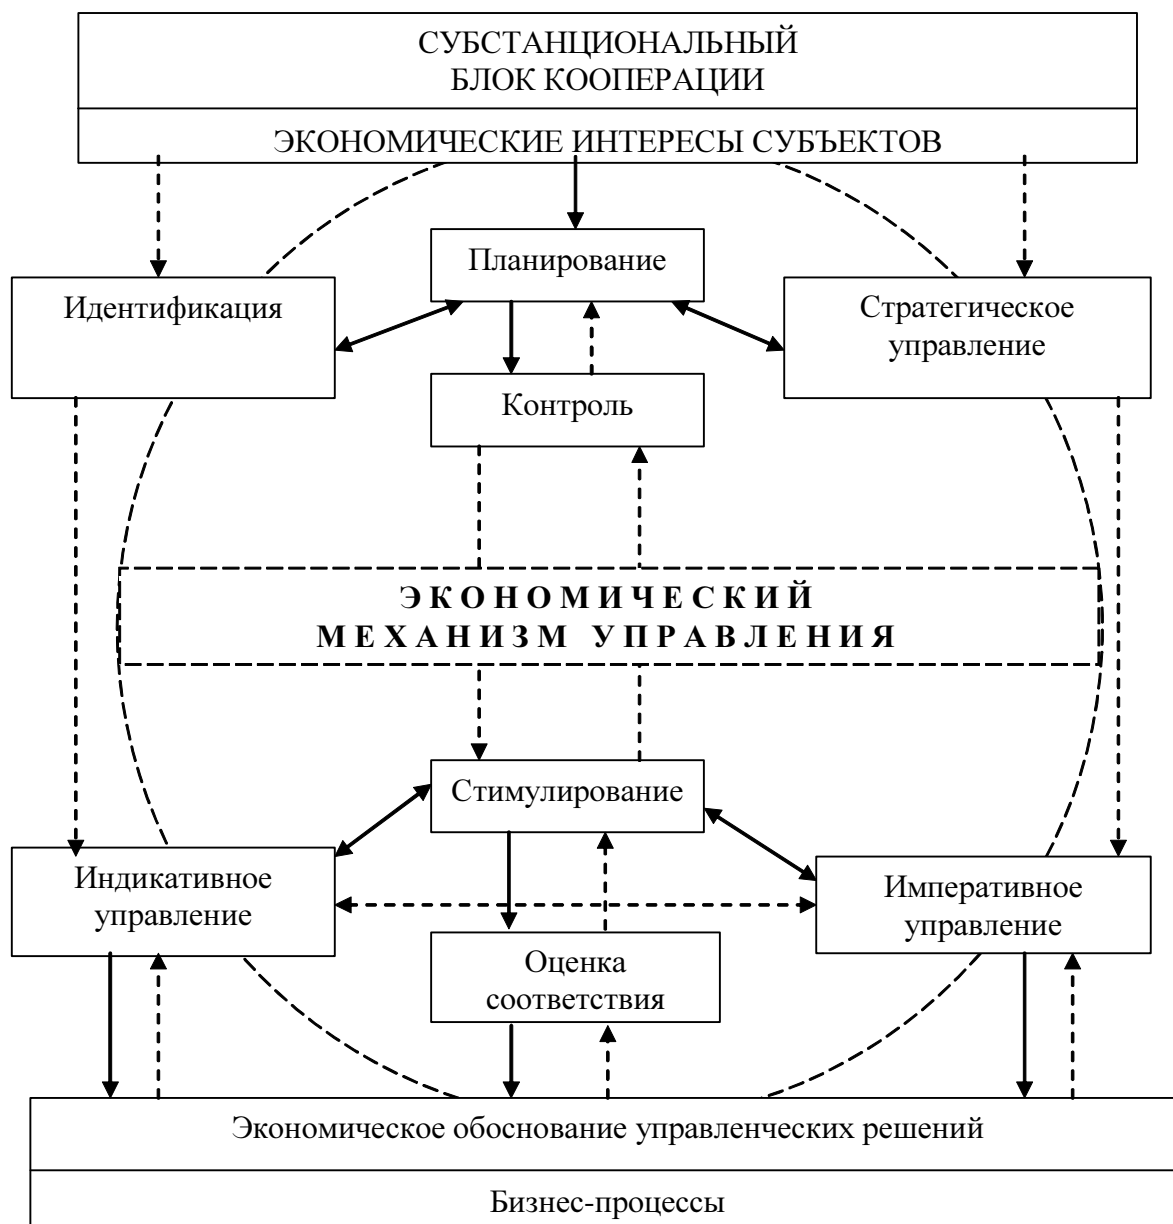 СУБСТАНЦИОНАЛЬНЫЙ
БЛОК КООПЕРАЦИИ
ЭКОНОМИЧЕСКИЕ ИНТЕРЕСЫ СУБЪЕКТОВ
Планирование
Идентификация
Стратегическое
управление
Контроль
ЭКОНОМИЧЕСКИЙ
МЕХАНИЗМ УПРАВЛЕНИЯ
Стимулирование
Индикативное
управление
Императивное
управление
Оценка
соответствия
Экономическое обоснование управленческих решений
Бизнес-процессы